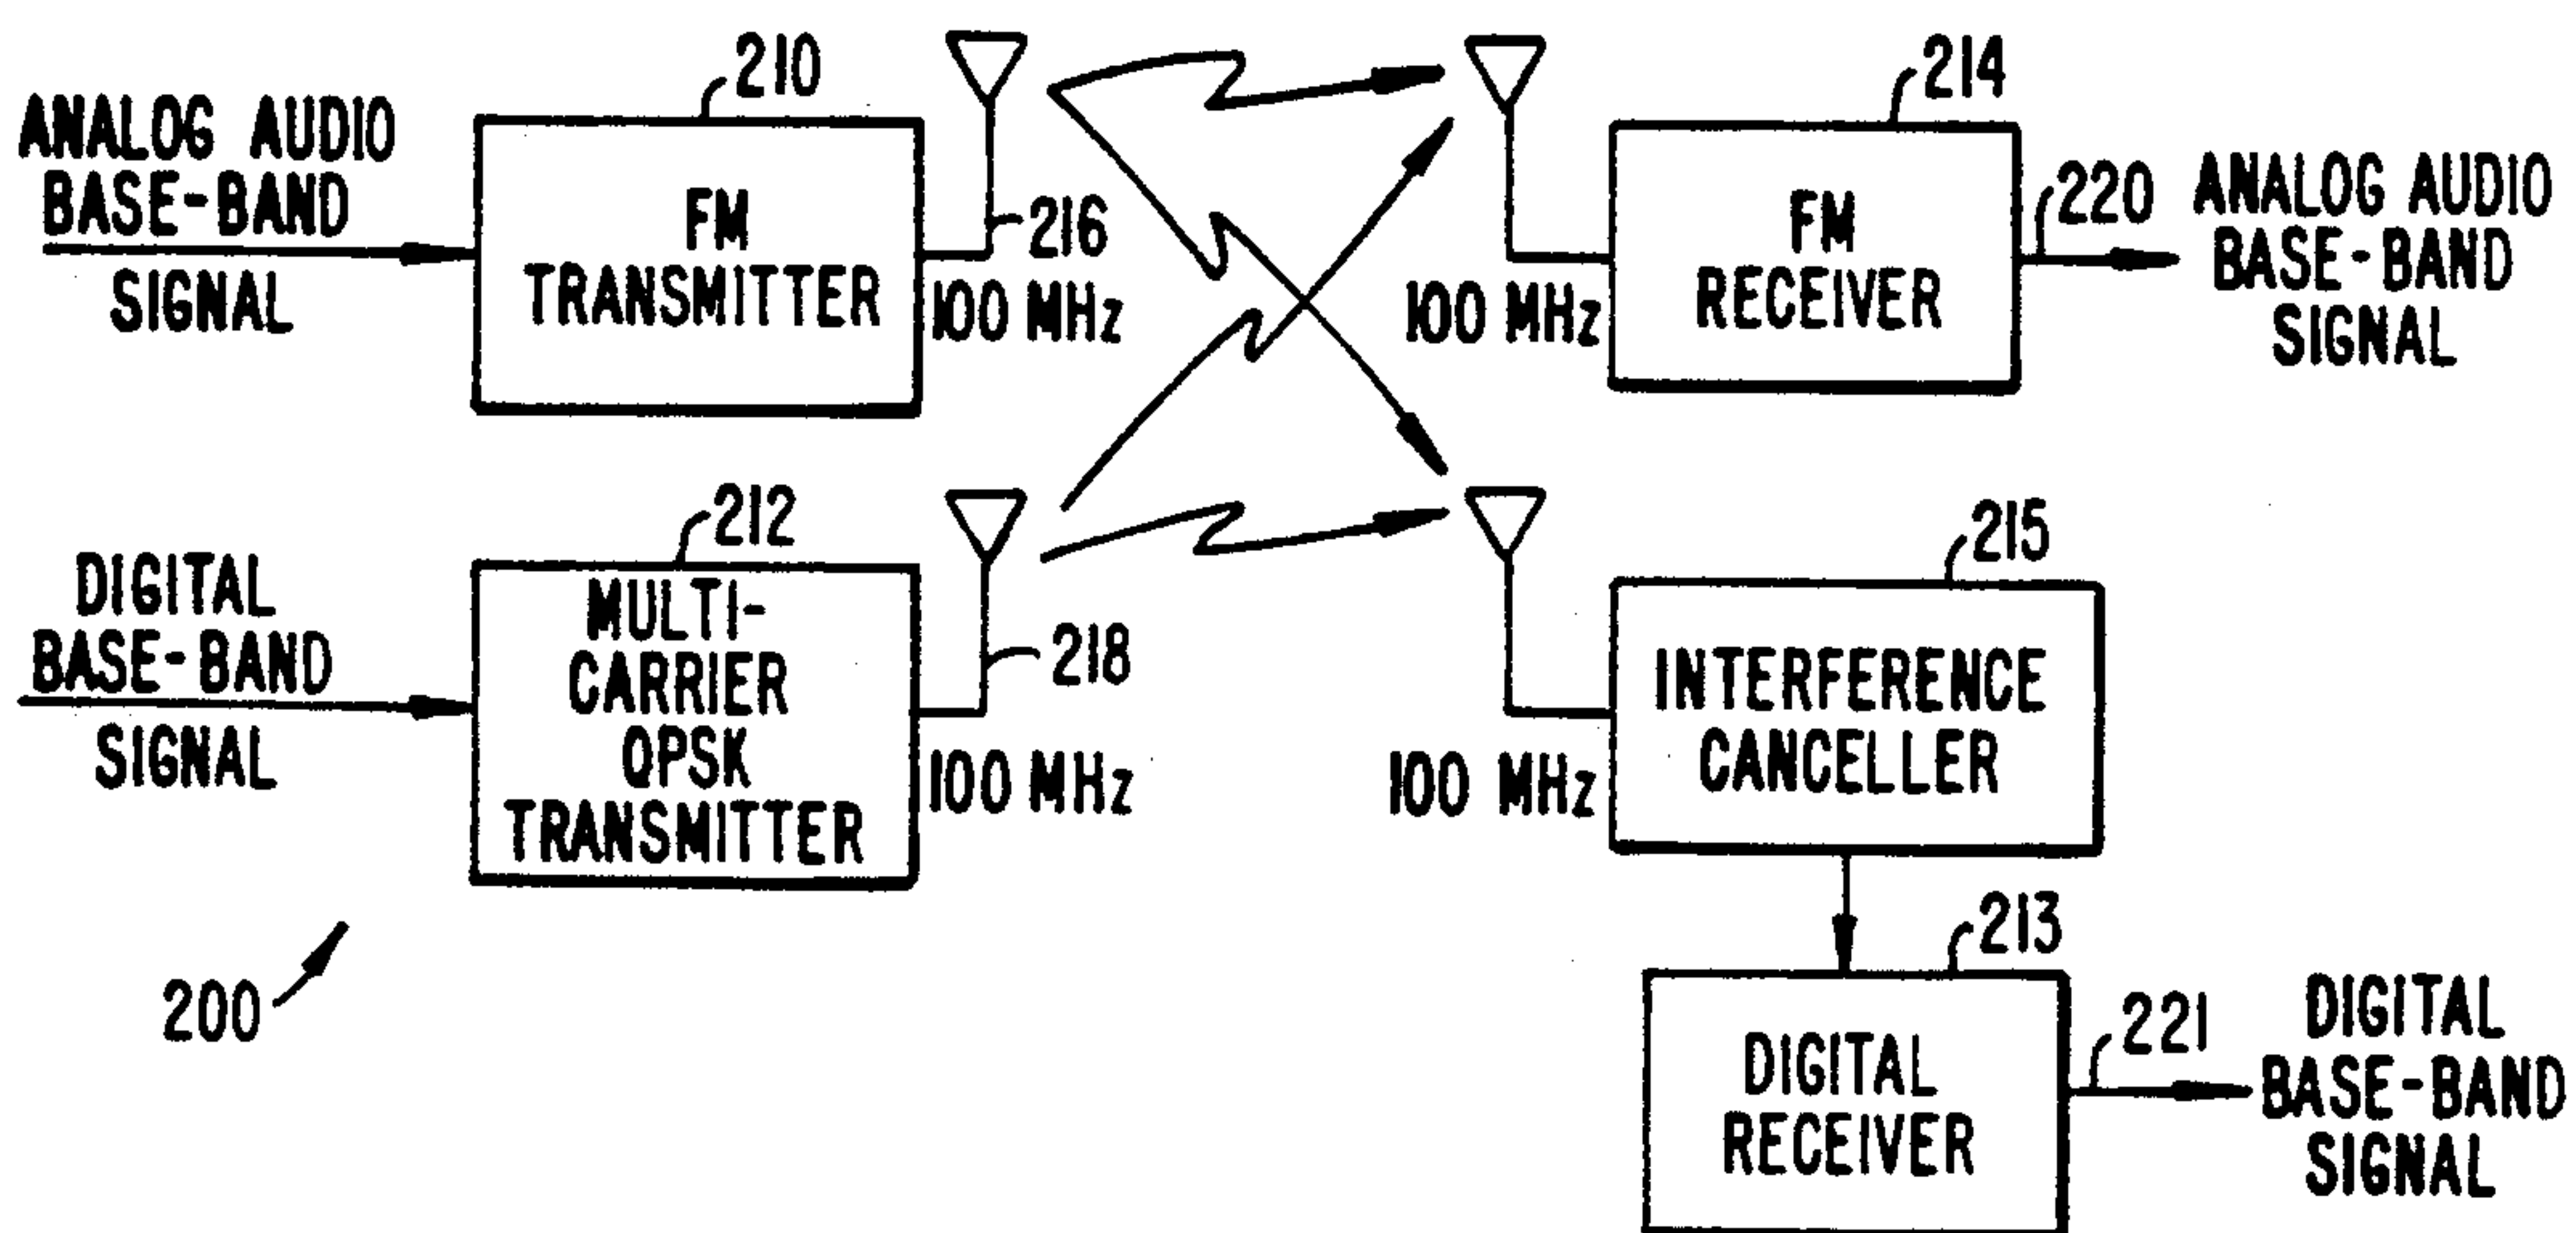 ANALOG AUDIO
BASE-BAND
SIGNAL
210
FM
TRANSMITTER
216
100 MHz
214
100 MHz
FM
RECEIVER
220
ANALOG AUDIO
BASE-BAND
SIGNAL
DIGITAL
BASE-BAND
SIGNAL
212
MULTI-
CARRIER
QPSK
TRANSMITTER
218
100 MHz
215
100 MHz
INTERFERENCE
CANCELLER
213
DIGITAL
RECEIVER
221
DIGITAL
BASE-BAND
SIGNAL
200